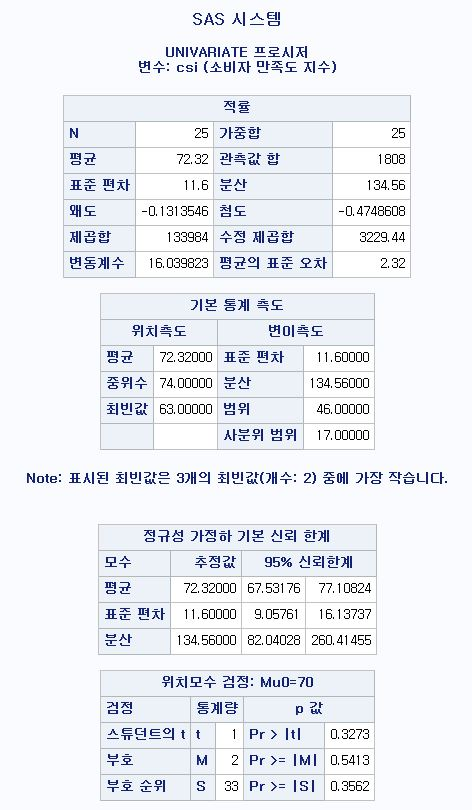 SAS 시스템
UNIVARIATE 프로시저
변수: csi (소비자 만족도 지수)
적률
N 25 가중합 25
평균 72.32 관측값 합 1808
표준 편차 11.6 분산 134.56
왜도 -0.1313546 첨도 -0.4748608
제곱합 133984 수정 제곱합 3229.44
변동계수 16.039823 평균의 표준 오차 2.32
기본 통계 측도
위치측도 변이측도
평균 72.32000 표준 편차 11.60000
중위수 74.00000 분산 134.56000
최빈값 63.00000 범위 46.00000
사분위 범위 17.00000
Note: 표시된 최빈값은 3개의 최빈값(개수: 2) 중에 가장 작습니다.
정규성 가정하 기본 신뢰 한계
모수 추정값 95% 신뢰한계
평균 72.32000 67.53176 77.10824
표준 편차 11.60000 9.05761 16.13737
분산 134.56000 82.04028 260.41455
위치모수 검정: Mu0=70
검정 통계량 p 값
스튜던트의 t t 1 Pr > |t| 0.3273
부호 M 2 Pr >= |M| 0.5413
부호 순위 S 33 Pr >= |S| 0.3562